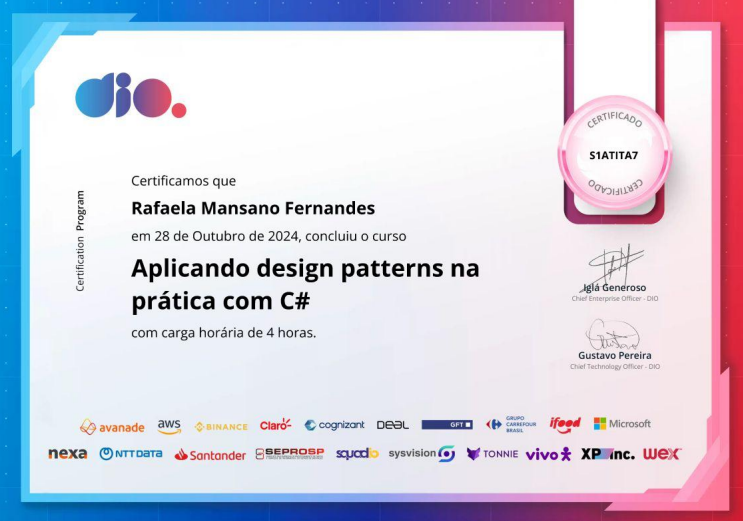 dio.
CERTIFICADO
S1ATITA7
CERTIFICADO
Certification Program
Certificamos que
Rafaela Mansano Fernandes
em 28 de Outubro de 2024, concluiu o curso
Aplicando design patterns na
prática com C#
com carga horária de 4 horas.
Iglá Generoso
Chief Enterprise Officer - DIO
Gustavo Pereira
Chief Technology Officer - DIO
avanade aws BINANCE Claro cognizant DEAL GFT GRUPO CARREFOUR BRASIL ifood Microsoft
nexa NTT DATA Santander SEPROSP squadio sysvision TONNIE vivo XP inc. wex